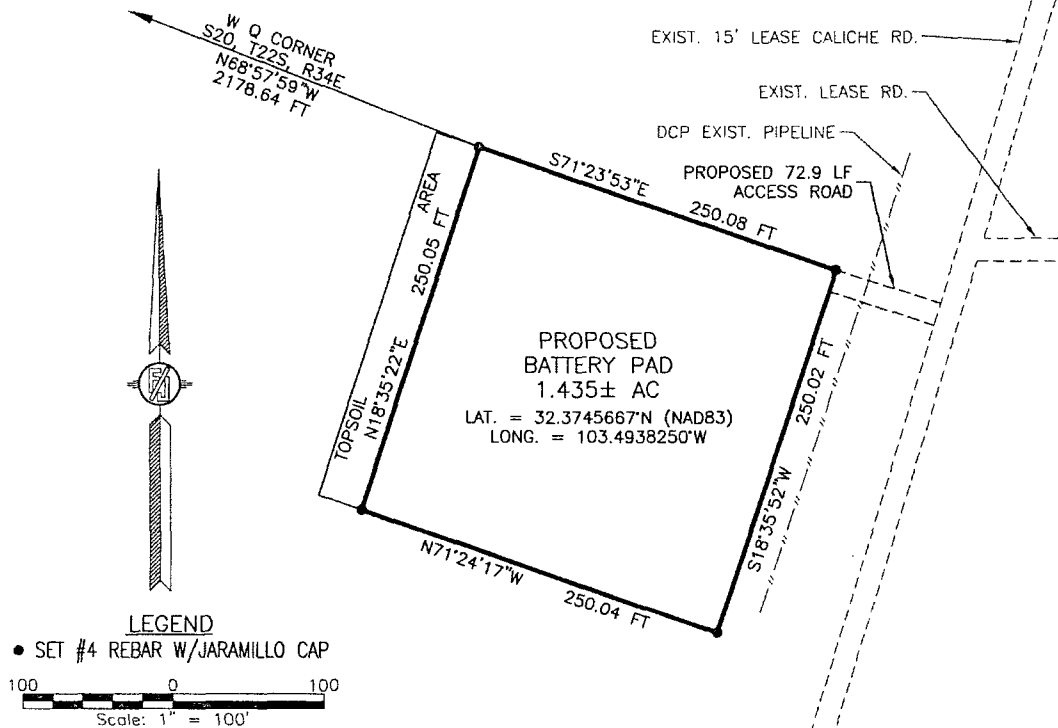 W Q CORNER
S20, T22S, R34E
N68°57'59"W
2178.64 FT
EXIST. 15' LEASE CALICHE RD.
EXIST. LEASE RD.
DCP EXIST. PIPELINE
PROPOSED 72.9 LF
ACCESS ROAD
S71°23'53"E
250.08 FT
TOPSOIL AREA
N18°35'22"E
250.05 FT
PROPOSED
BATTERY PAD
1.435± AC
LAT. = 32.3745667°N (NAD83)
LONG. = 103.4938250°W
S18°35'52"W
250.02 FT
N71°24'17"W
250.04 FT
LEGEND
● SET #4 REBAR W/JARAMILLO CAP
100 0 100
Scale: 1" = 100'